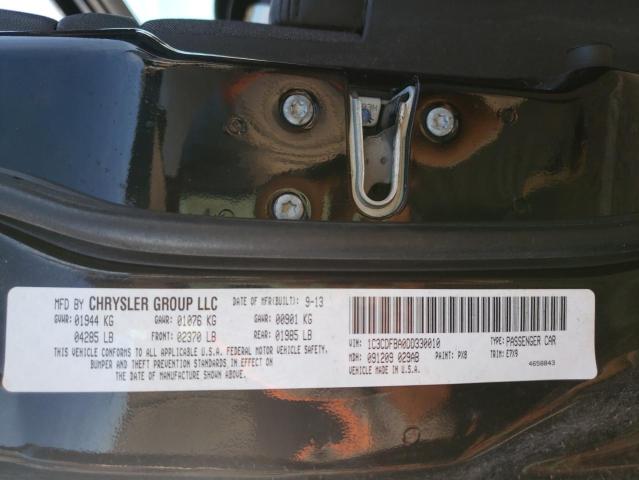 MFD BY CHRYSLER GROUP LLC DATE OF MFR(BUILT): 9-13
GVWR: 01944 KG GAWR: 01076 KG GAWR: 00901 KG
04285 LB FRONT: 02370 LB REAR: 01985 LB
THIS VEHICLE CONFORMS TO ALL APPLICABLE U.S.A. FEDERAL MOTOR VEHICLE SAFETY,
BUMPER AND THEFT PREVENTION STANDARDS IN EFFECT ON
THE DATE OF MANUFACTURE SHOWN ABOVE.
VIN: 1C3CDFBA0DD330010 TYPE: PASSENGER CAR
MDH: 091209 029AB PAINT: PX8 TRIM: E7X9
VEHICLE MADE IN U.S.A. 4658843